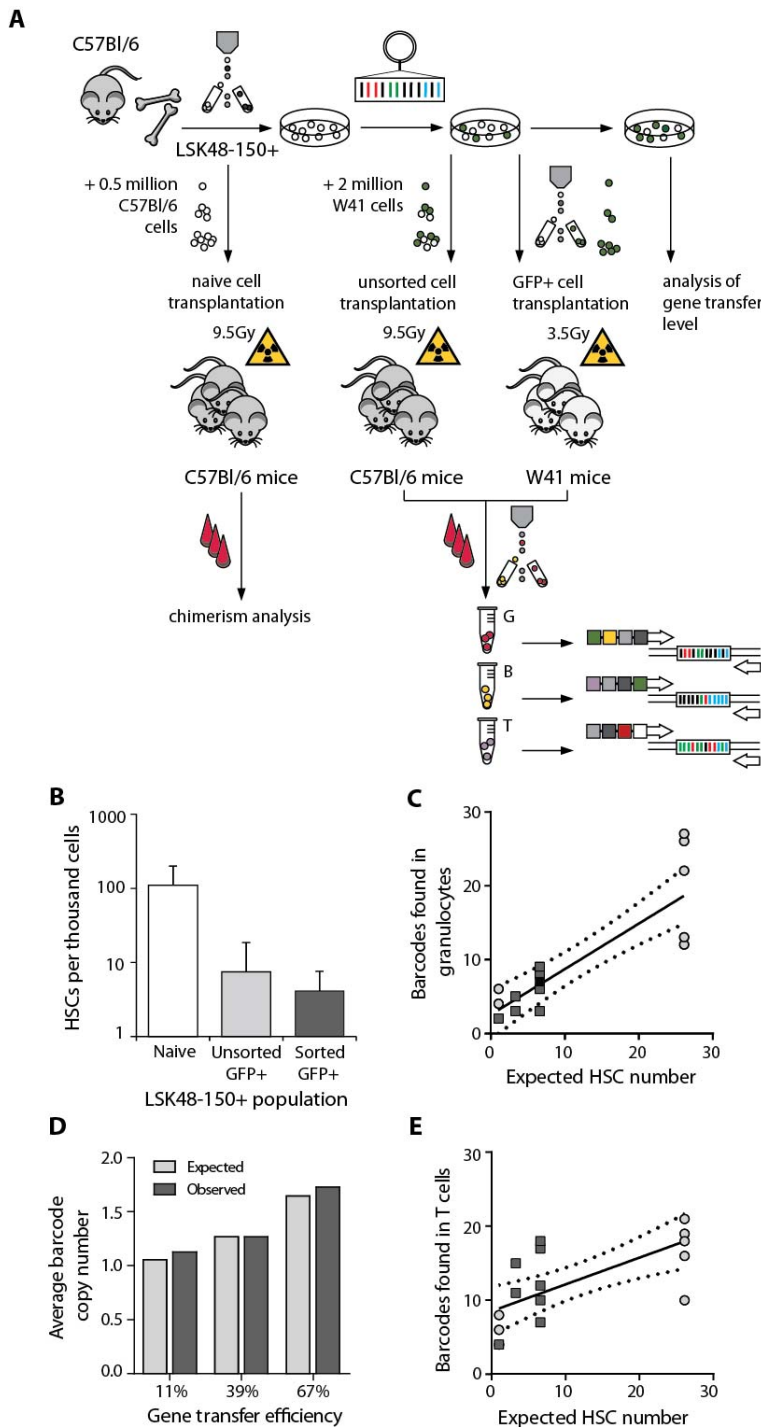 A
C57Bl/6
LSK48-150+
+ 0.5 million
C57Bl/6
cells
+ 2 million
W41 cells
naive cell
transplantation
unsorted cell
transplantation
GFP+ cell
transplantation
analysis of
gene transfer
level
9.5Gy
9.5Gy
3.5Gy
C57Bl/6 mice
C57Bl/6 mice
W41 mice
chimerism analysis
G
B
T
B
HSCs per thousand cells
1000
100
10
1
Naive
Unsorted
GFP+
Sorted
GFP+
LSK48-150+ population
C
Barcodes found in
granulocytes
30
20
10
0
0
10
20
30
Expected HSC number
D
Average barcode
copy number
2.0
1.5
1.0
0.5
0.0
Expected
Observed
11%
39%
67%
Gene transfer efficiency
E
Barcodes found in T cells
30
20
10
0
0
10
20
30
Expected HSC number